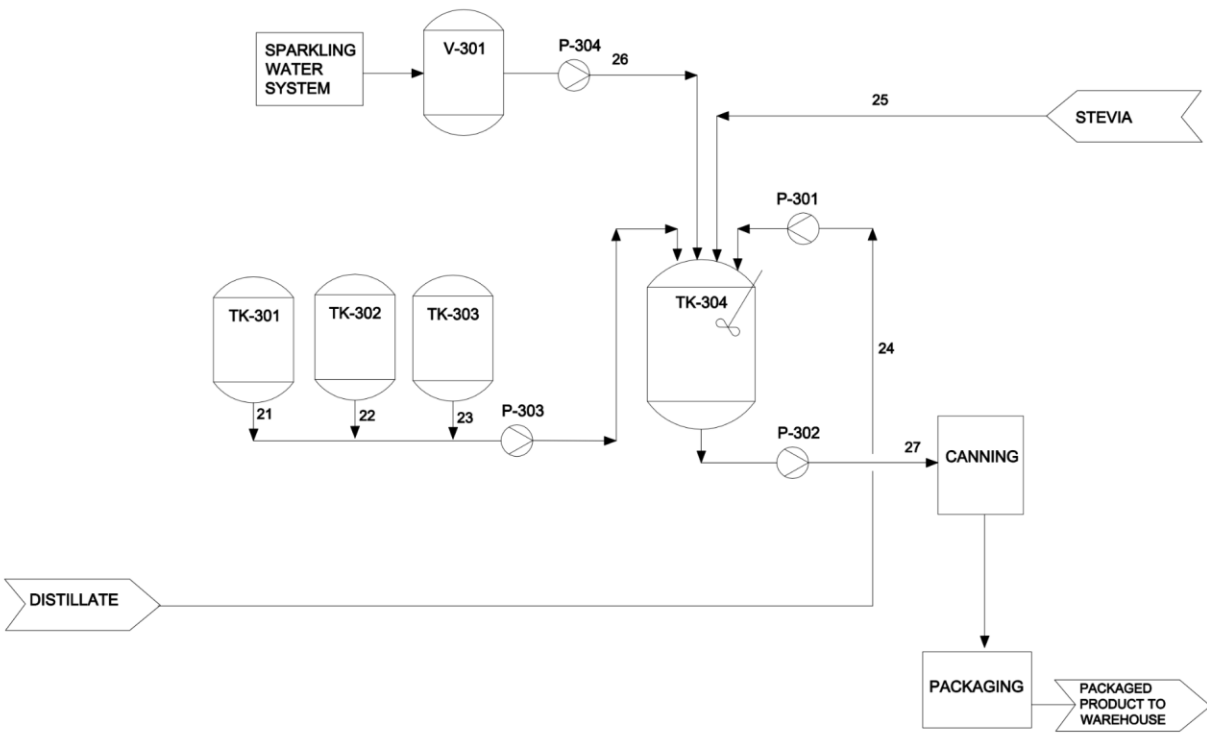 SPARKLING
WATER
SYSTEM
V-301
P-304
26
25
STEVIA
P-301
TK-301
TK-302
TK-303
TK-304
24
21
22
23
P-303
P-302
27
CANNING
DISTILLATE
PACKAGING
PACKAGED
PRODUCT TO
WAREHOUSE